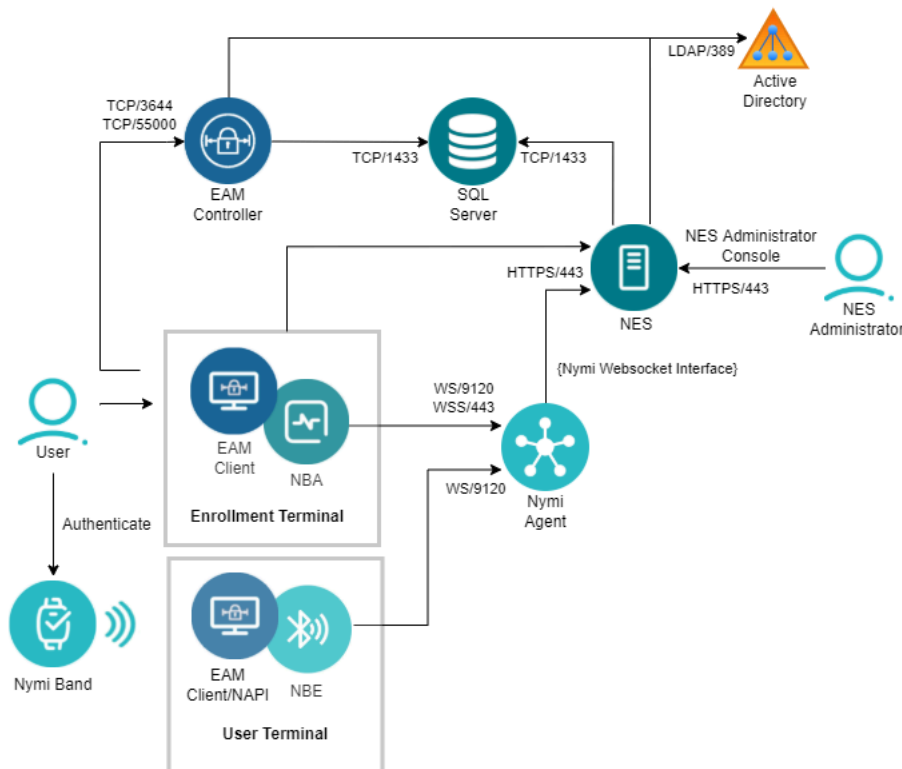 LDAP/389
Active
Directory
TCP/3644
TCP/55000
EAM
Controller
TCP/1433
SQL
Server
TCP/1433
NES Administrator
Console
HTTPS/443
NES
Administrator
HTTPS/443
NES
{Nymi Websocket Interface}
User
EAM
Client
NBA
Enrollment Terminal
WS/9120
WSS/443
WS/9120
Nymi
Agent
Authenticate
Nymi Band
EAM
Client/NAPI
NBE
User Terminal